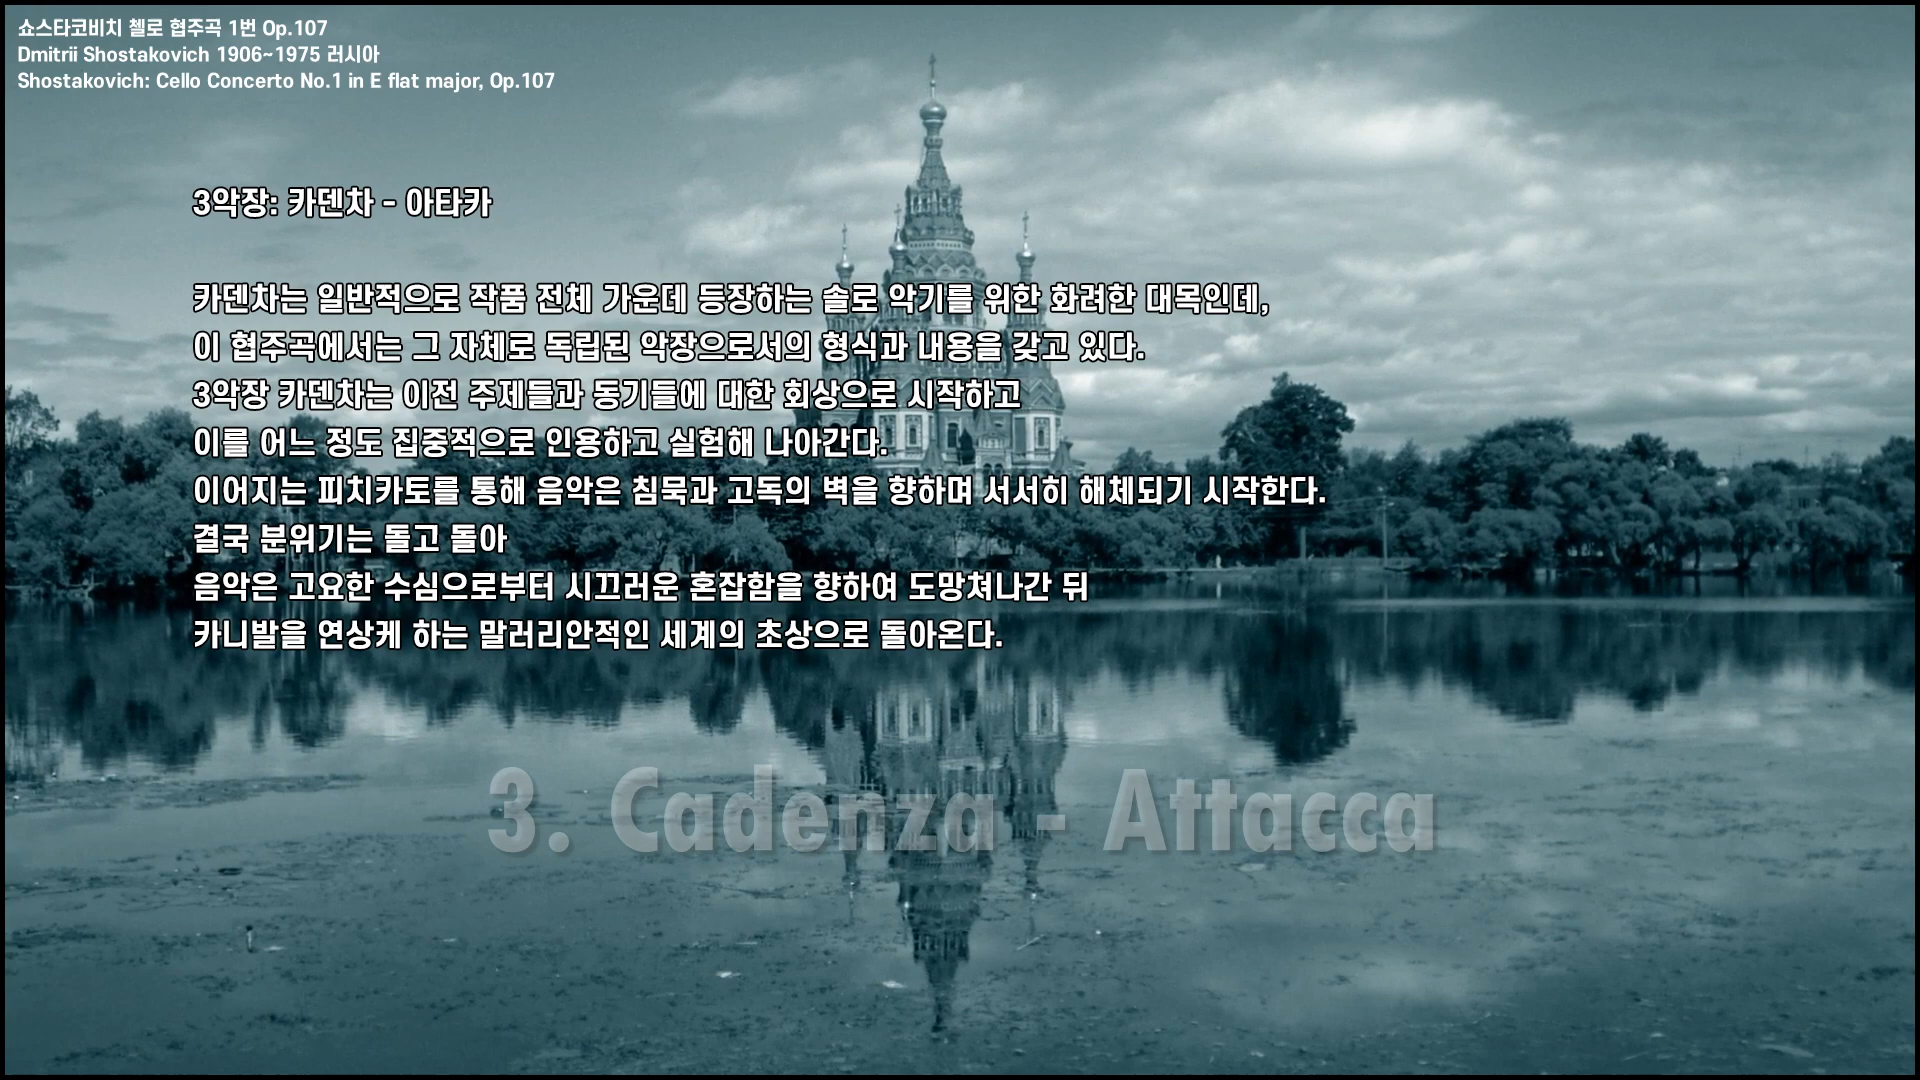 쇼스타코비치 첼로 협주곡 1번 Op.107
Dmitrii Shostakovich 1906~1975 러시아
Shostakovich: Cello Concerto No.1 in E flat major, Op.107
3악장: 카덴차 - 아타카
카덴차는 일반적으로 작품 전체 가운데 등장하는 솔로 악기를 위한 화려한 대목인데,
이 협주곡에서는 그 자체로 독립된 악장으로서의 형식과 내용을 갖고 있다.
3악장 카덴차는 이전 주제들과 동기들에 대한 회상으로 시작하고
이를 어느 정도 집중적으로 인용하고 실험해 나아간다.
이어지는 피치카토를 통해 음악은 침묵과 고독의 벽을 향하며 서서히 해체되기 시작한다.
결국 분위기는 돌고 돌아
음악은 고요한 수심으로부터 시끄러운 혼잡함을 향하여 도망쳐나간 뒤
카니발을 연상케 하는 말러리안적인 세계의 초상으로 돌아온다.
3. Cadenza - Attacca